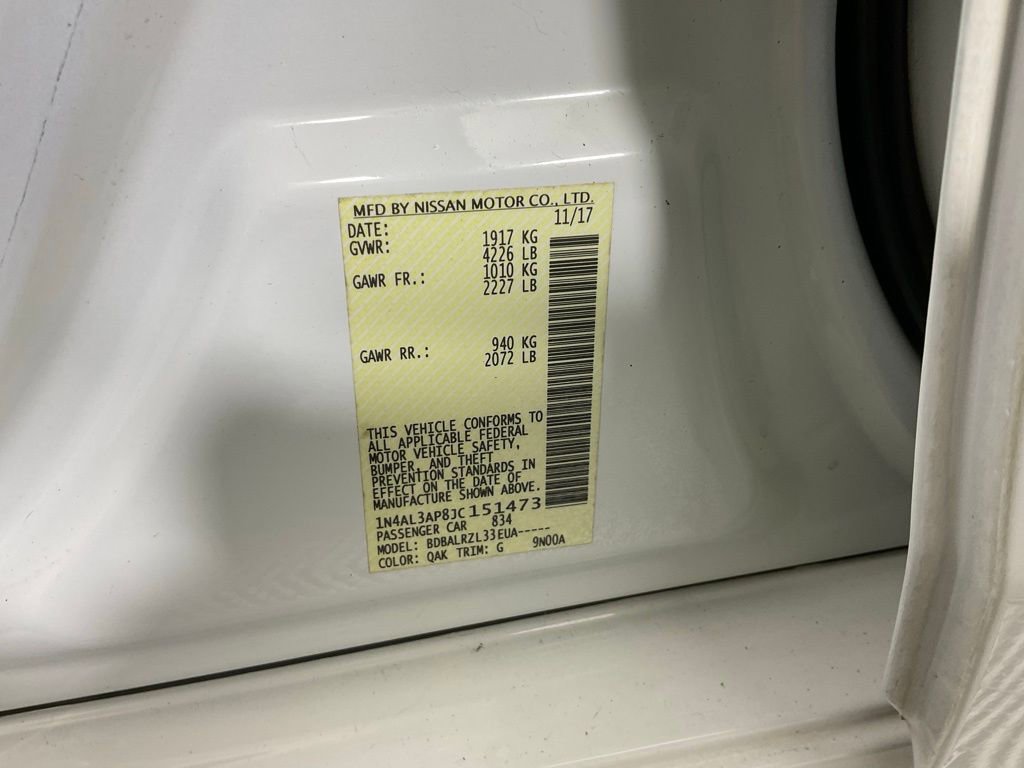 MFD BY NISSAN MOTOR CO., LTD.
DATE: 11/17
GVWR: 1917 KG
4226 LB
GAWR FR.: 1010 KG
2227 LB
GAWR RR.: 940 KG
2072 LB
THIS VEHICLE CONFORMS TO
ALL APPLICABLE FEDERAL
MOTOR VEHICLE SAFETY,
BUMPER, AND THEFT
PREVENTION STANDARDS IN
EFFECT ON THE DATE OF
MANUFACTURE SHOWN ABOVE.
1N4AL3AP8JC151473
PASSENGER CAR 834
MODEL: BDBALRZL33EUA-----
COLOR: QAK TRIM: G 9N00A